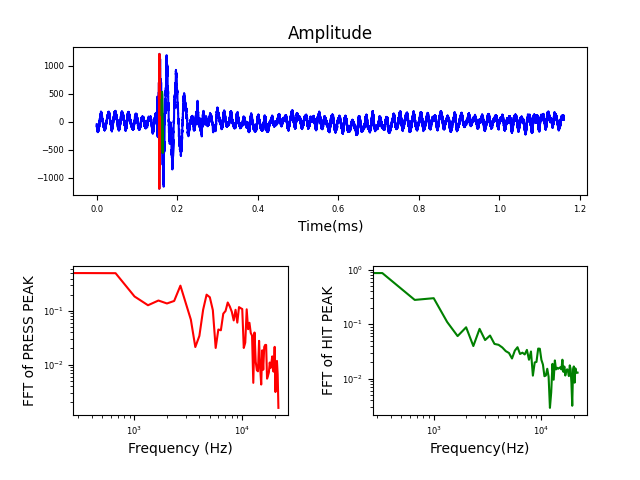 Amplitude
1000
500
0
−500
−1000
0.0 0.2 0.4 0.6 0.8 1.0 1.2
Time(ms)
FFT of PRESS PEAK
10⁻¹
10⁻²
10³ 10⁴
Frequency (Hz)
FFT of HIT PEAK
10⁰
10⁻¹
10⁻²
10³ 10⁴
Frequency(Hz)